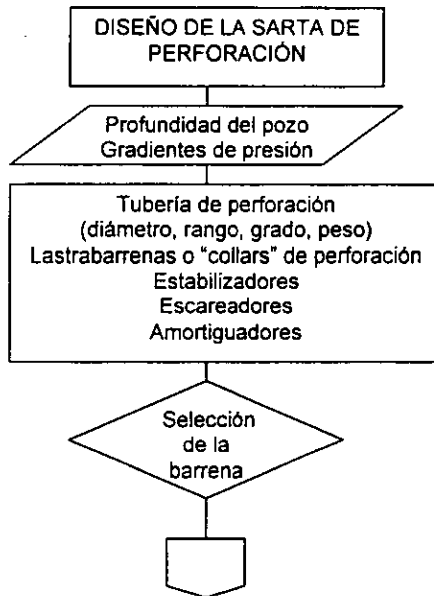 DISEÑO DE LA SARTA DE
PERFORACIÓN
Profundidad del pozo
Gradientes de presión
Tubería de perforación
(diámetro, rango, grado, peso)
Lastrabarrenas o "collars" de perforación
Estabilizadores
Escareadores
Amortiguadores
Selección
de la
barrena